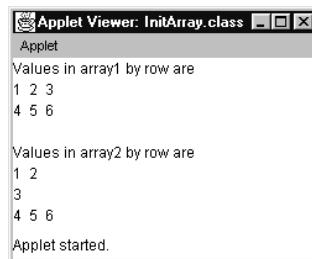 Applet Viewer: InitArray.class
Applet
Values in array1 by row are
1 2 3
4 5 6
Values in array2 by row are
1 2
3
4 5 6
Applet started.